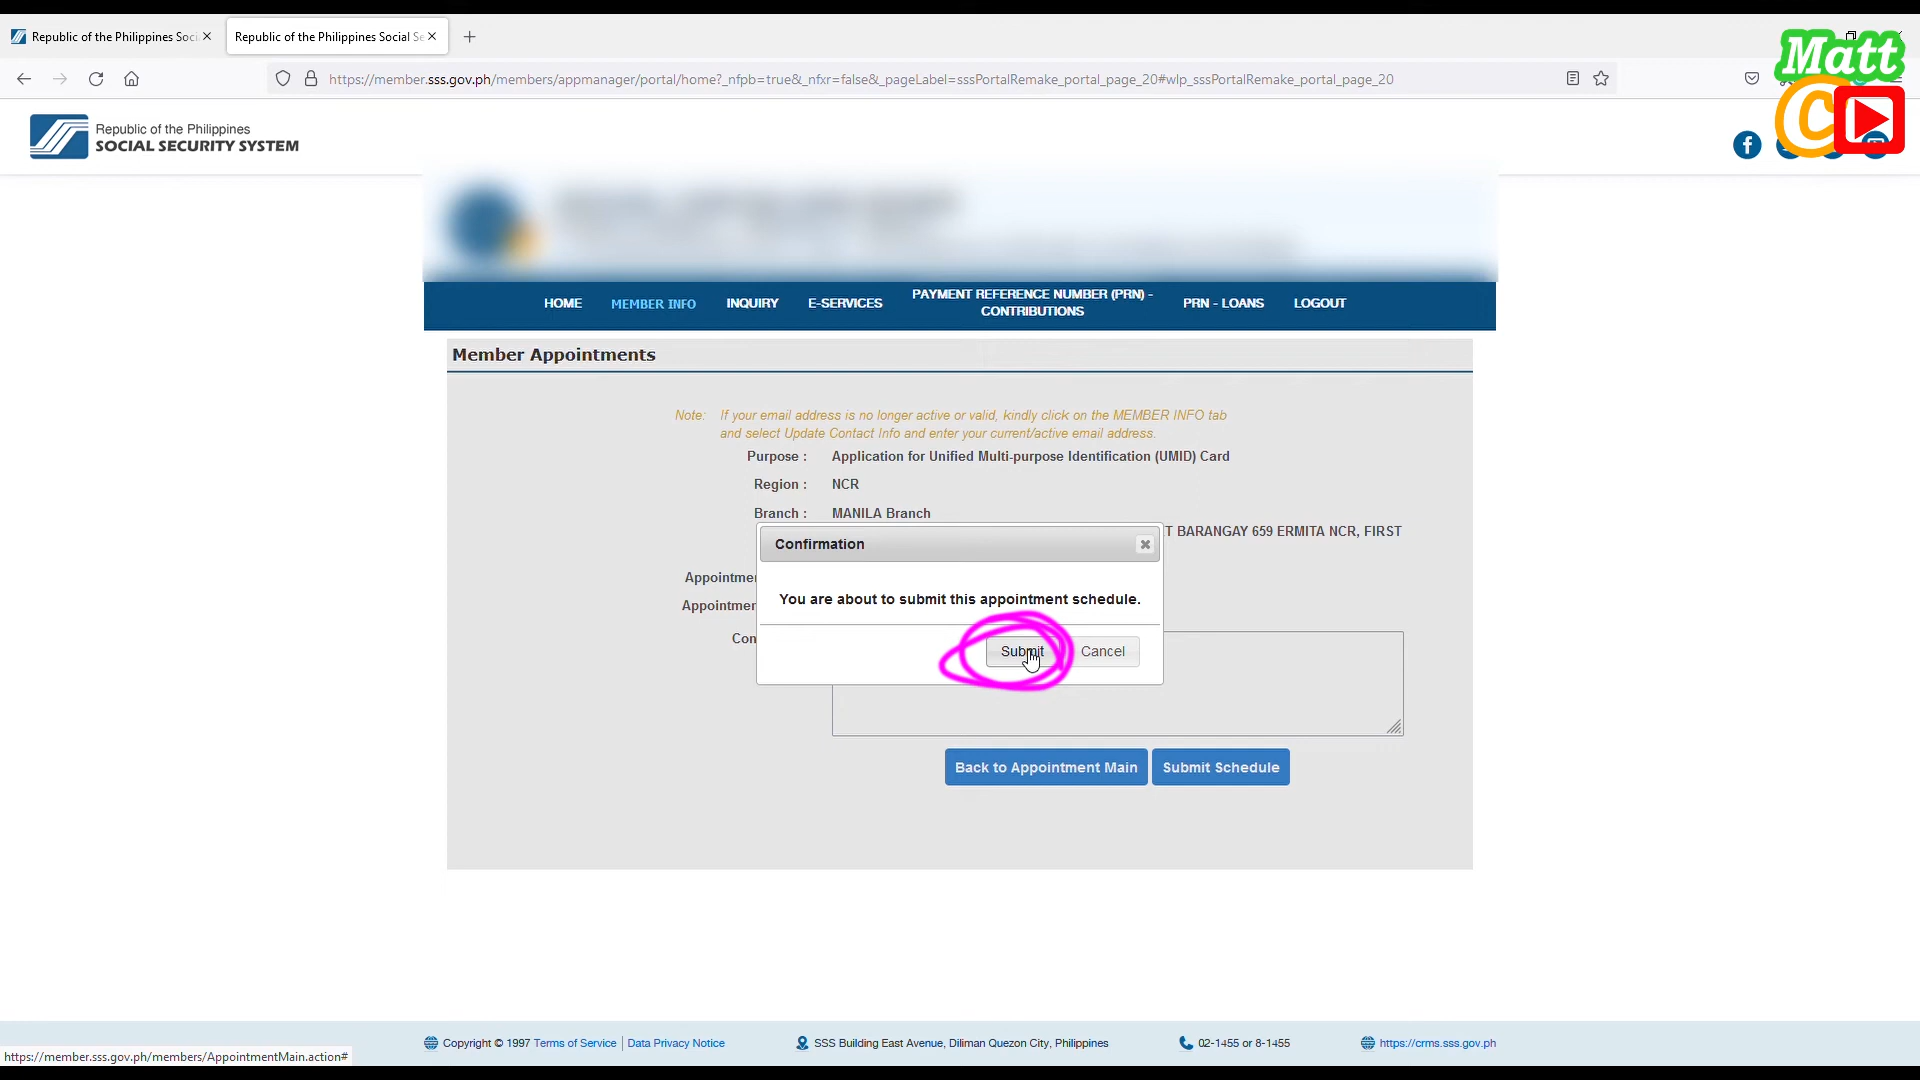 Republic of the Philippines Soci
Republic of the Philippines Social Se
https://member.sss.gov.ph/members/appmanager/portal/home?_nfpb=true&_nfxr=false&_pageLabel=sssPortalRemake_portal_page_20#wlp_sssPortalRemake_portal_page_20
Matt
C
Republic of the Philippines
SOCIAL SECURITY SYSTEM
HOME
MEMBER INFO
INQUIRY
E-SERVICES
PAYMENT REFERENCE NUMBER (PRN) -
CONTRIBUTIONS
PRN - LOANS
LOGOUT
Member Appointments
Note: If your email address is no longer active or valid, kindly click on the MEMBER INFO tab
and select Update Contact Info and enter your current/active email address.
Purpose : Application for Unified Multi-purpose Identification (UMID) Card
Region : NCR
Branch : MANILA Branch
T BARANGAY 659 ERMITA NCR, FIRST
Confirmation
Appointme
You are about to submit this appointment schedule.
Appointmer
Con
Submit
Cancel
Back to Appointment Main
Submit Schedule
Copyright © 1997 Terms of Service | Data Privacy Notice
SSS Building East Avenue, Diliman Quezon City, Philippines
02-1455 or 8-1455
https://crms.sss.gov.ph
https://member.sss.gov.ph/members/AppointmentMain.action#